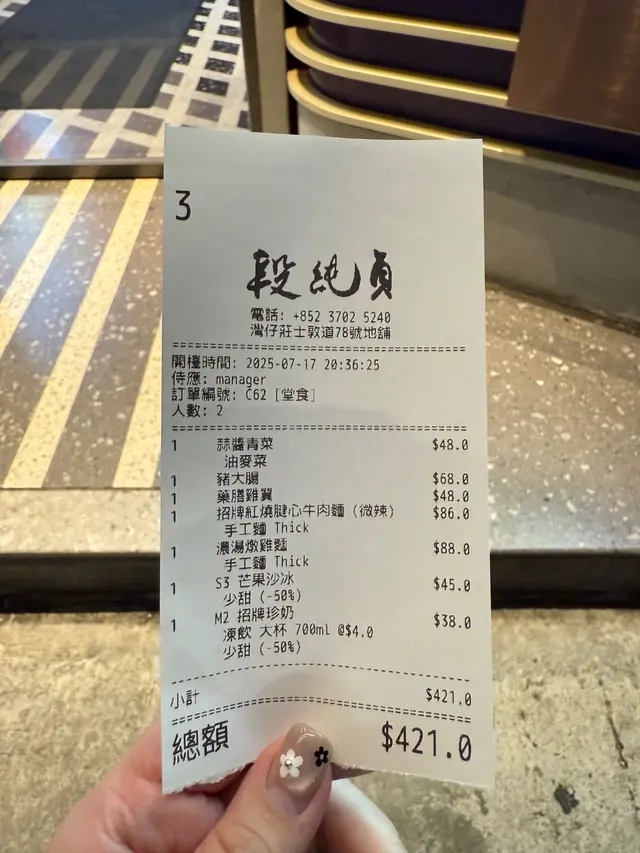 3
段純貞
電話: +852 3702 5240
灣仔莊士敦道78號地舖
開檯時間: 2025-07-17 20:36:25
侍應: manager
訂單編號: C62 [堂食]
人數: 2
1 蒜醬青菜 $48.0
油麥菜
1 豬大腸 $68.0
1 藥膳雞翼 $48.0
1 招牌紅燒腱心牛肉麵 (微辣) $86.0
手工麵 Thick
1 濃湯燉雞麵 $88.0
手工麵 Thick
1 S3 芒果沙冰 $45.0
少甜 (-50%)
1 M2 招牌珍奶 $38.0
凍飲 大杯 700ml @$4.0
少甜 (-50%)
小計 $421.0
總額 $421.0